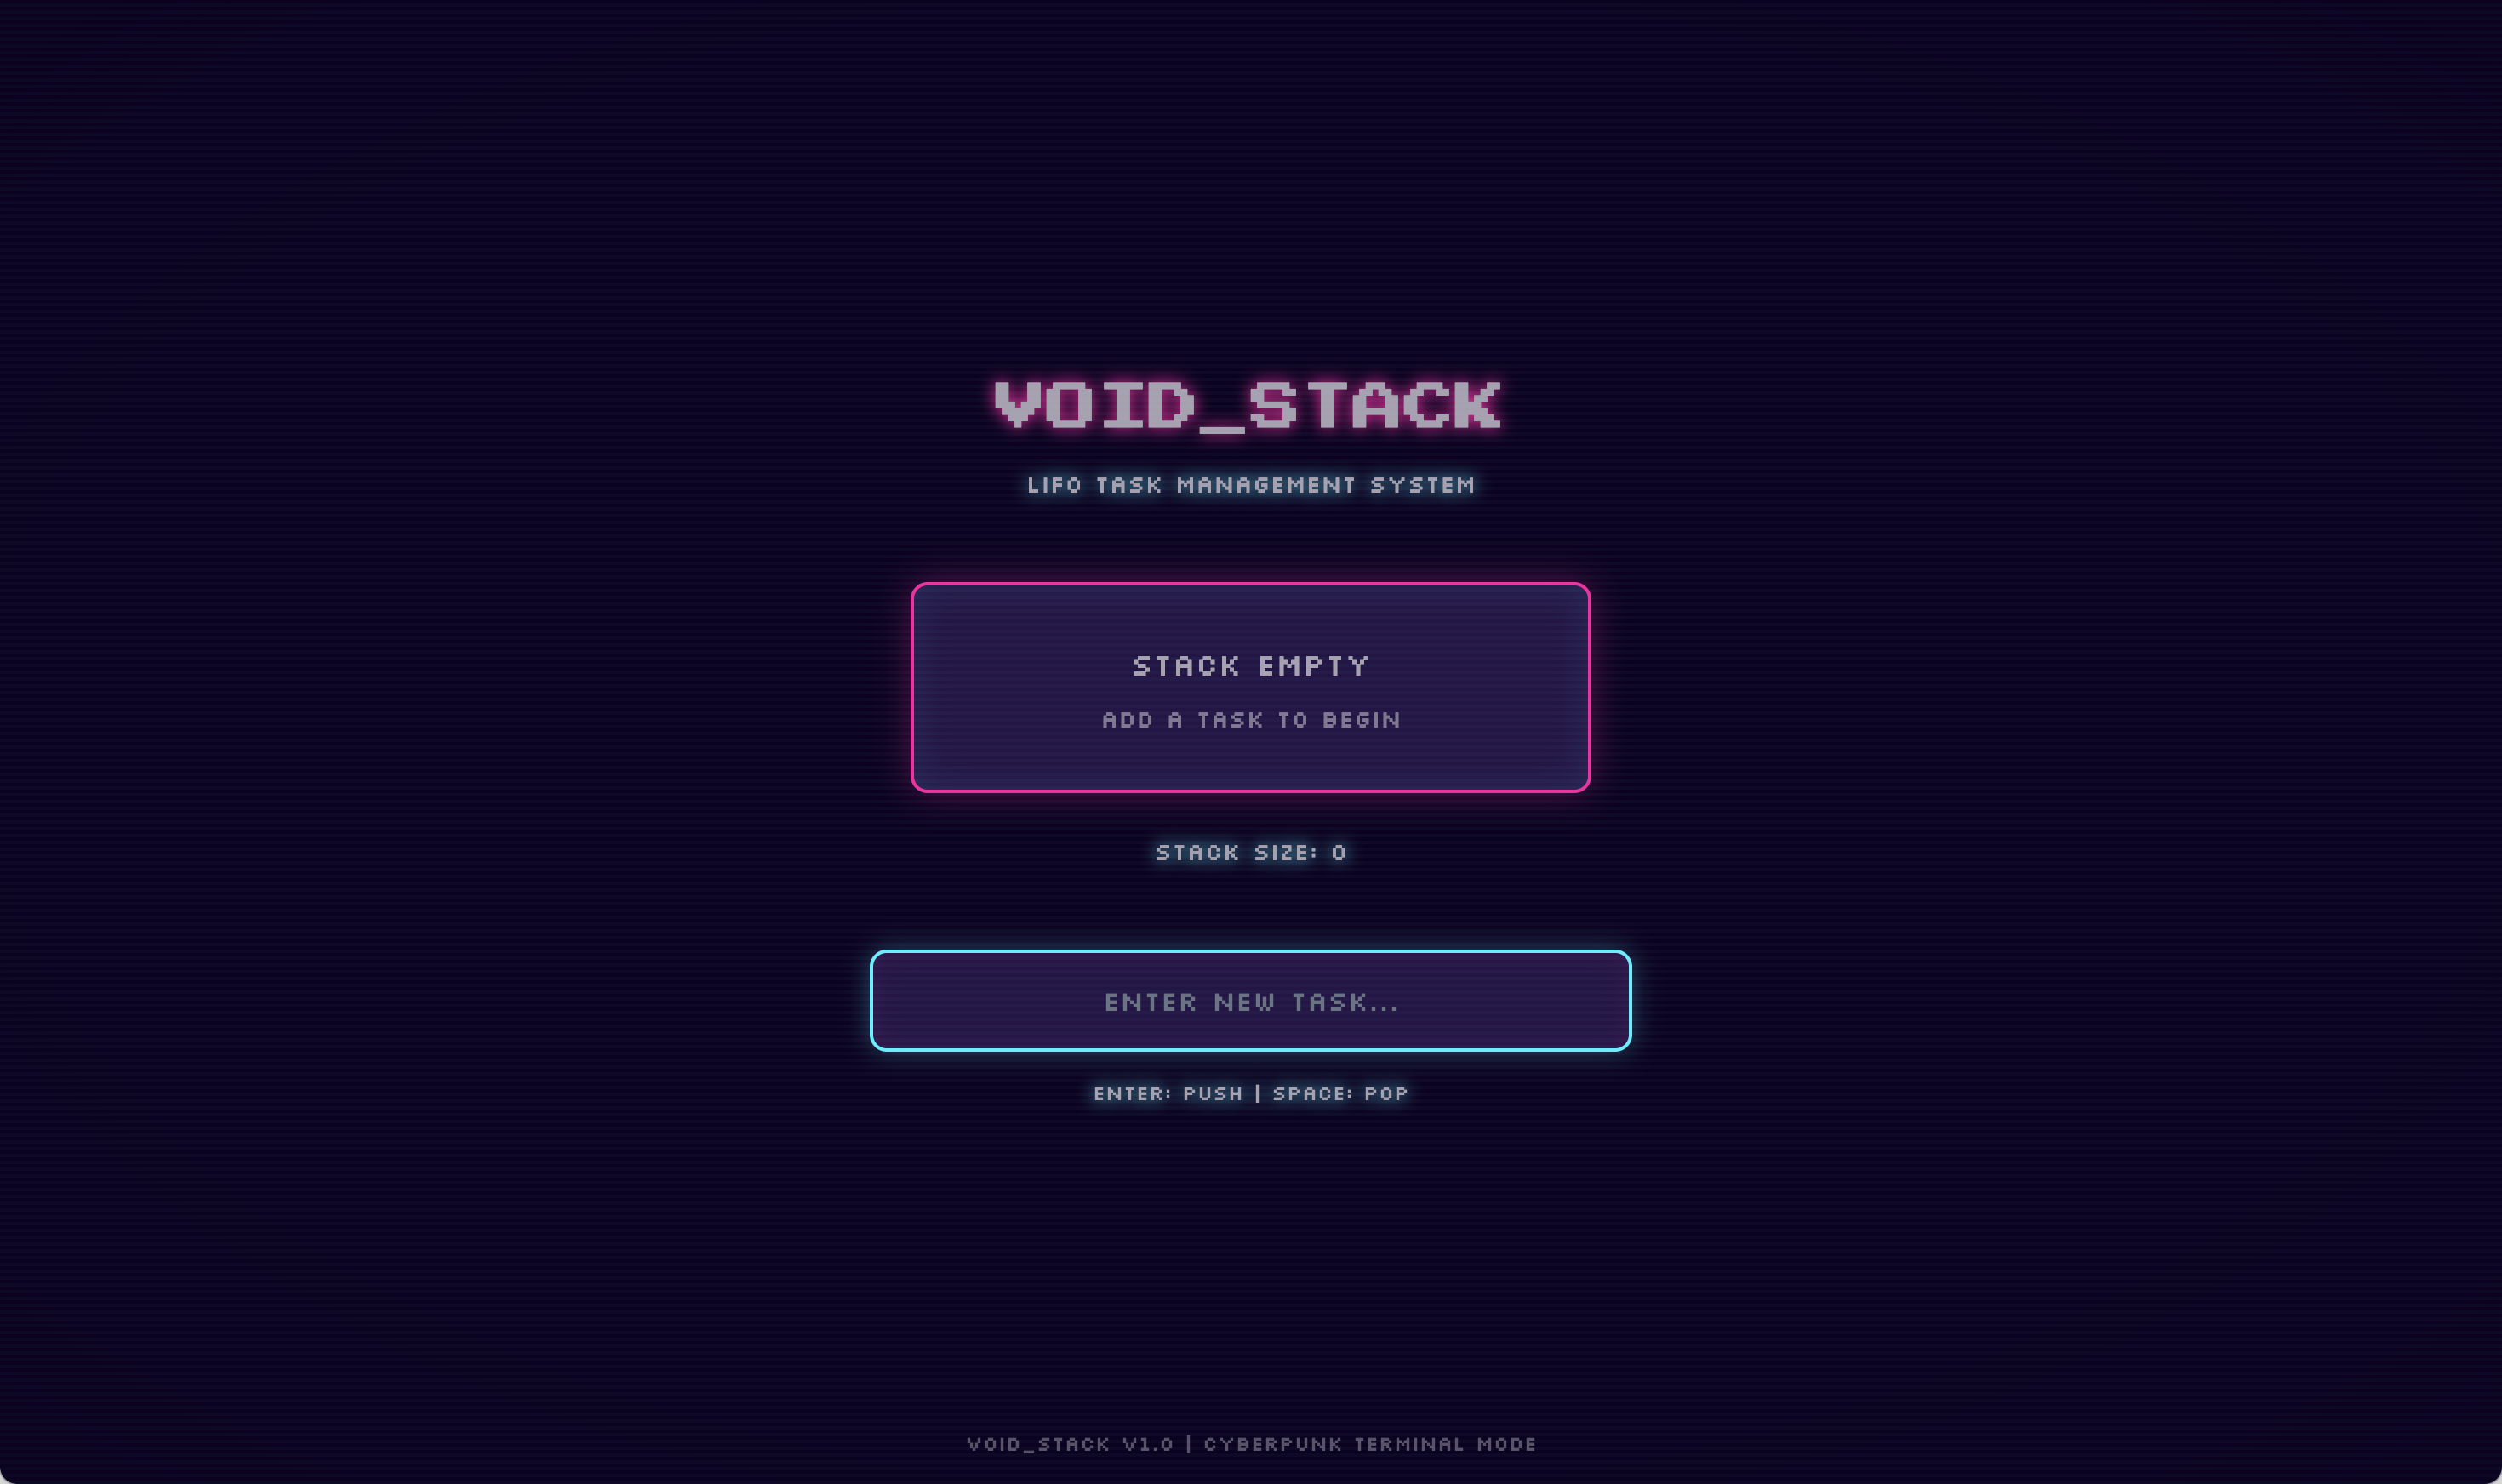 VOID_STACK
LIFO TASK MANAGEMENT SYSTEM
STACK EMPTY
ADD A TASK TO BEGIN
STACK SIZE: 0
ENTER NEW TASK...
ENTER: PUSH | SPACE: POP
VOID_STACK V1.0 | CYBERPUNK TERMINAL MODE